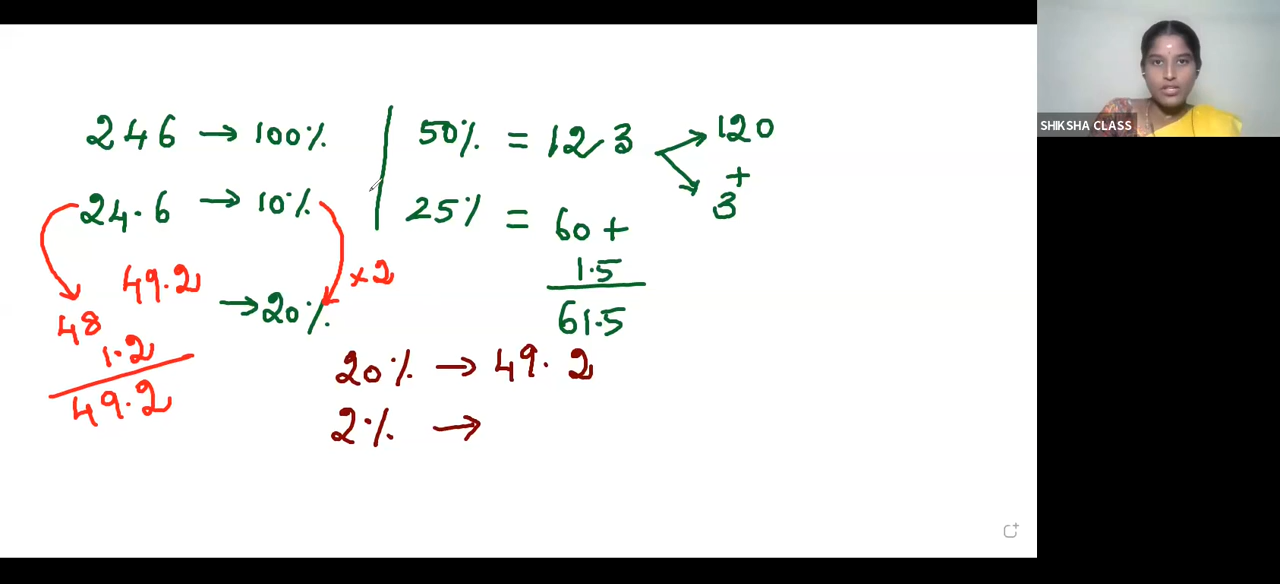 246 → 100%
24.6 → 10%
×2
49.2 → 20%
48
1.2
49.2
50% = 123
120
+
3
25% = 60+
1.5
61.5
20% → 49.2
2% →
SHIKSHA CLASS